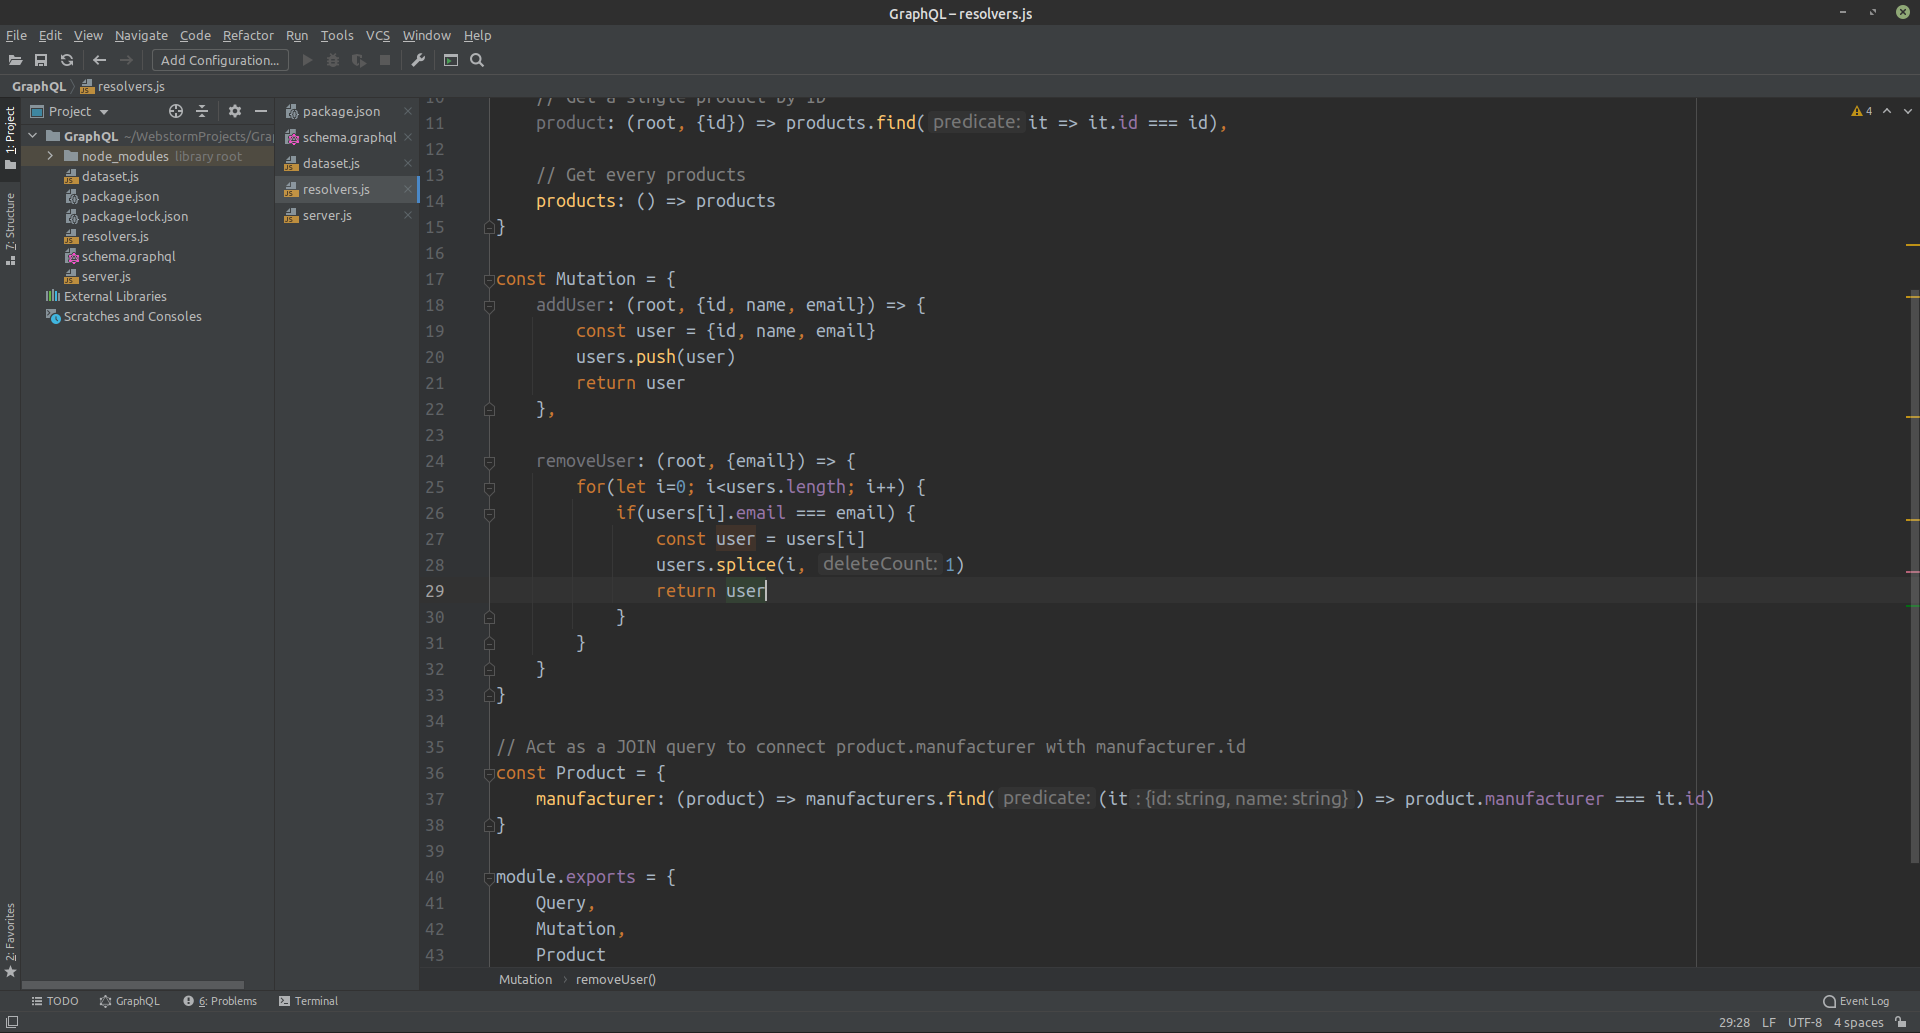 GraphQL – resolvers.js
File Edit View Navigate Code Refactor Run Tools VCS Window Help
Add Configuration...
GraphQL resolvers.js
1: Project
7: Structure
2: Favorites
Project
GraphQL ~/WebstormProjects/Gra
node_modules library root
dataset.js
package.json
package-lock.json
resolvers.js
schema.graphql
server.js
External Libraries
Scratches and Consoles
package.json
schema.graphql
dataset.js
resolvers.js
server.js
4
10 // Get a single product by ID
11 product: (root, {id}) => products.find( predicate: it => it.id === id),
12
13 // Get every products
14 products: () => products
15 }
16
17 const Mutation = {
18 addUser: (root, {id, name, email}) => {
19 const user = {id, name, email}
20 users.push(user)
21 return user
22 },
23
24 removeUser: (root, {email}) => {
25 for(let i=0; i<users.length; i++) {
26 if(users[i].email === email) {
27 const user = users[i]
28 users.splice(i, deleteCount: 1)
29 return user
30 }
31 }
32 }
33 }
34
35 // Act as a JOIN query to connect product.manufacturer with manufacturer.id
36 const Product = {
37 manufacturer: (product) => manufacturers.find( predicate: (it : {id: string, name: string} ) => product.manufacturer === it.id)
38 }
39
40 module.exports = {
41 Query,
42 Mutation,
43 Product
Mutation removeUser()
TODO GraphQL 6: Problems Terminal Event Log
29:28 LF UTF-8 4 spaces